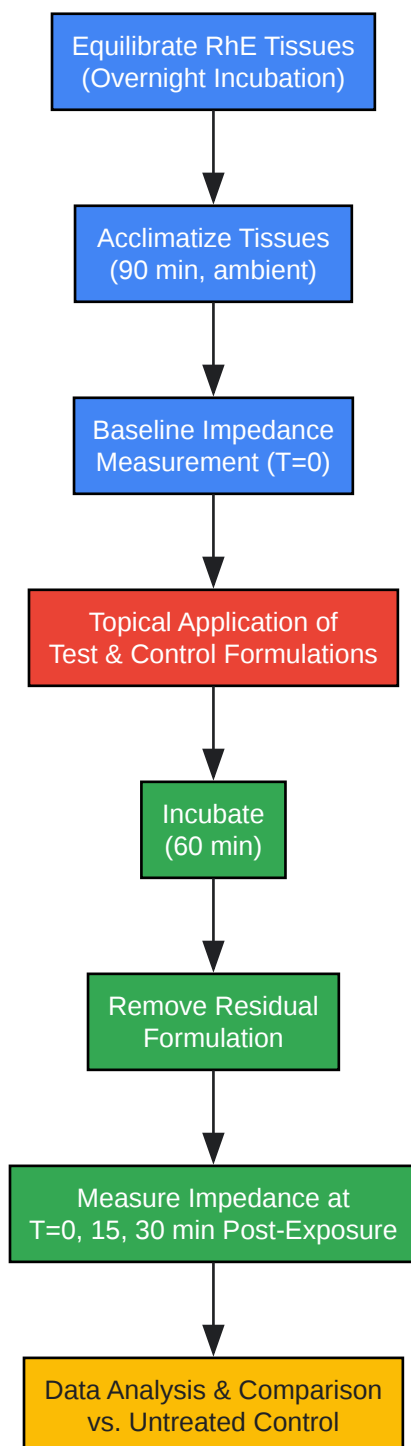 Equilibrate RhE Tissues
(Overnight Incubation)
Acclimatize Tissues
(90 min, ambient)
Baseline Impedance
Measurement (T=0)
Topical Application of
Test & Control Formulations
Incubate
(60 min)
Remove Residual
Formulation
Measure Impedance at
T=0, 15, 30 min Post-Exposure
Data Analysis & Comparison
vs. Untreated Control